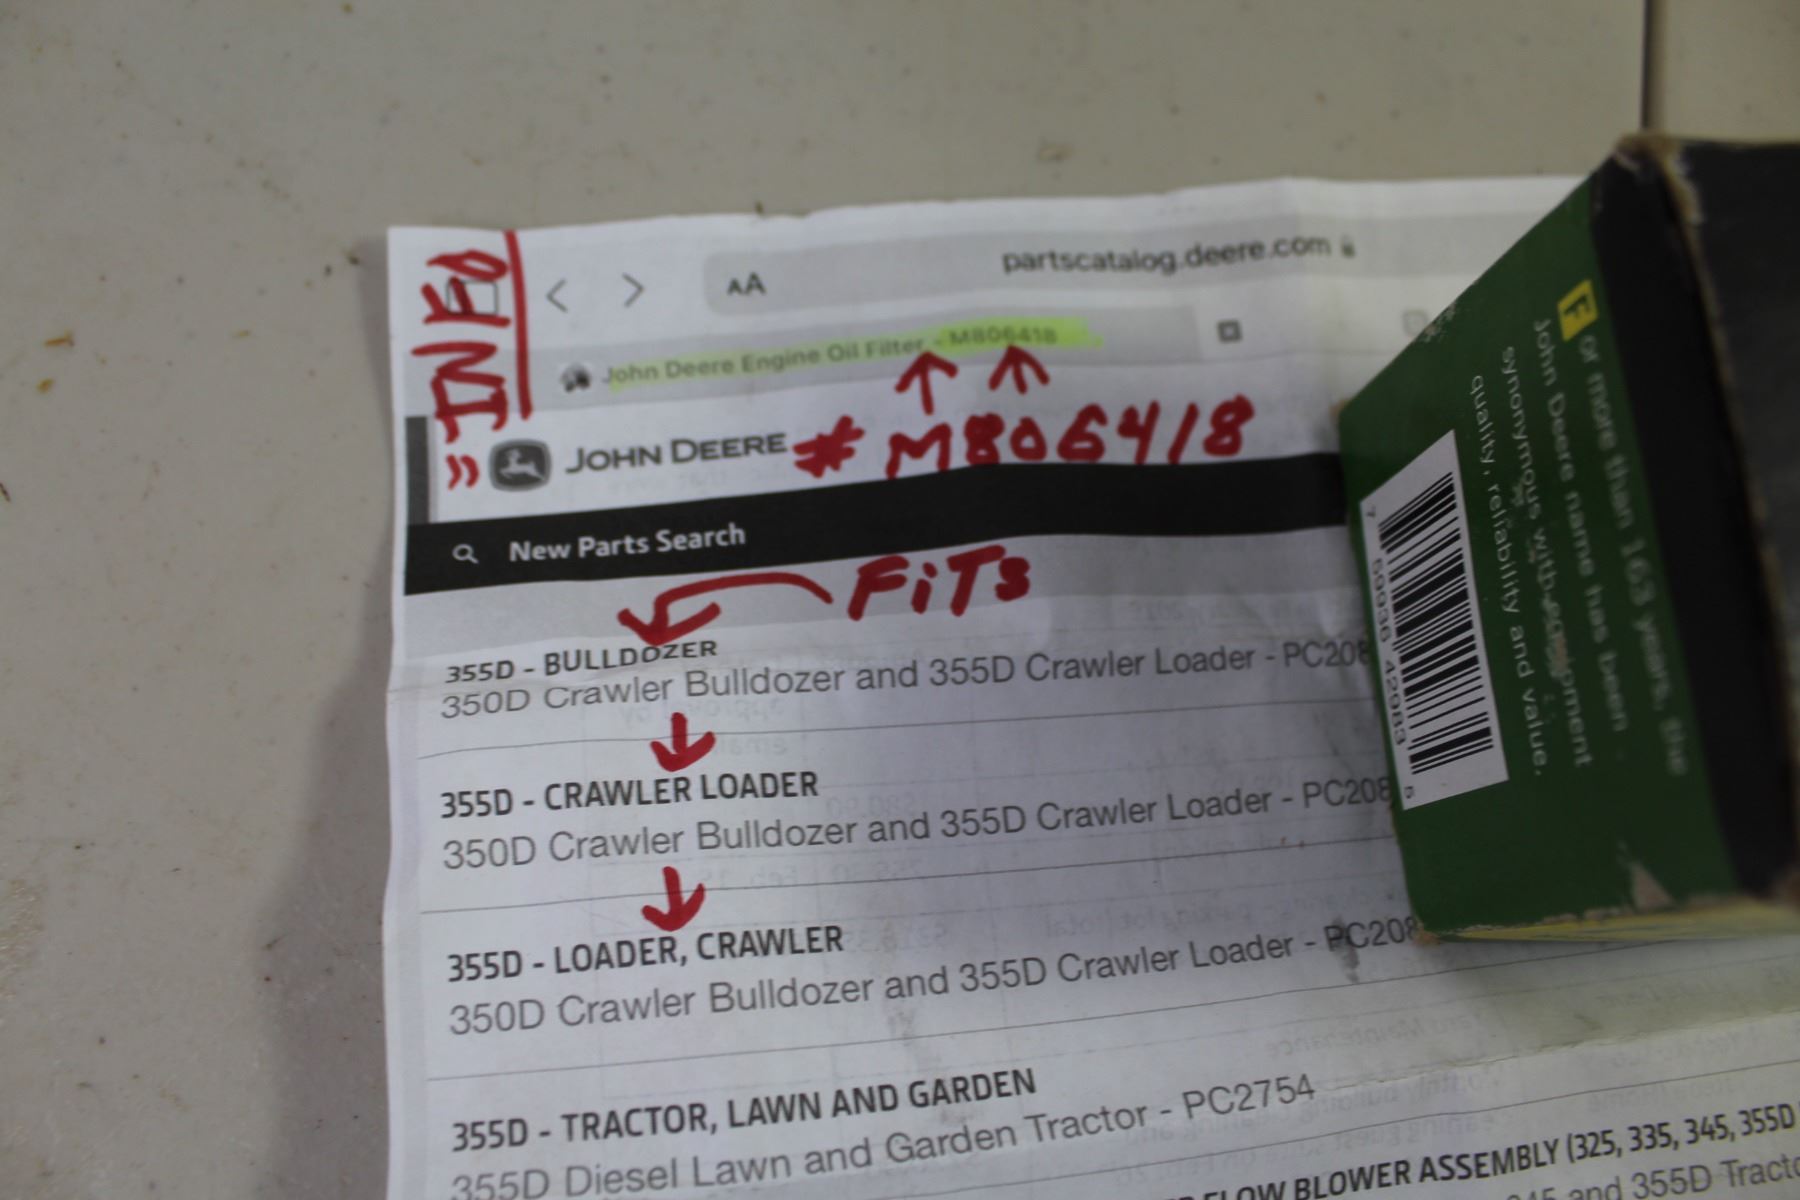 INFO
AA
partscatalog.deere.com
John Deere Engine Oil Filter - M806418
JOHN DEERE # M806418
New Parts Search
FiTs
355D - BULLDOZER
350D Crawler Bulldozer and 355D Crawler Loader - PC208
355D - CRAWLER LOADER
350D Crawler Bulldozer and 355D Crawler Loader - PC208
355D - LOADER, CRAWLER
350D Crawler Bulldozer and 355D Crawler Loader - PC208
355D - TRACTOR, LAWN AND GARDEN
355D Diesel Lawn and Garden Tractor - PC2754
FLOW BLOWER ASSEMBLY (325, 335, 345, 355D
and 355D Tracto
For more than 163 years, the
John Deere name has been
synonymous with equipment
quality, reliability and value.
7 50936 42983 6